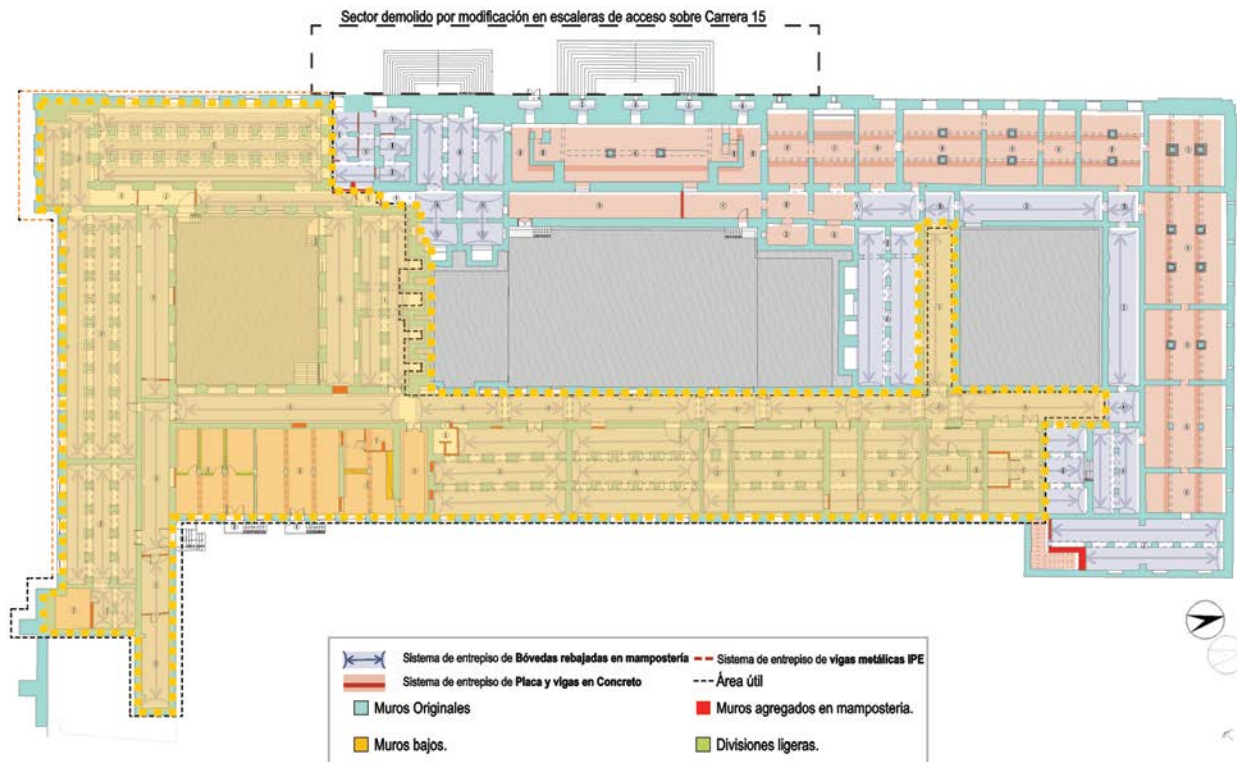 Sector demolido por modificación en escaleras de acceso sobre Carrera 15
Sistema de entrepiso de Bóvedas rebajadas en mampostería
Sistema de entrepiso de vigas metálicas IPE
Sistema de entrepiso de Placa y vigas en Concreto
Área útil
Muros Originales
Muros agregados en mamposteria.
Muros bajos.
Divisiones ligeras.